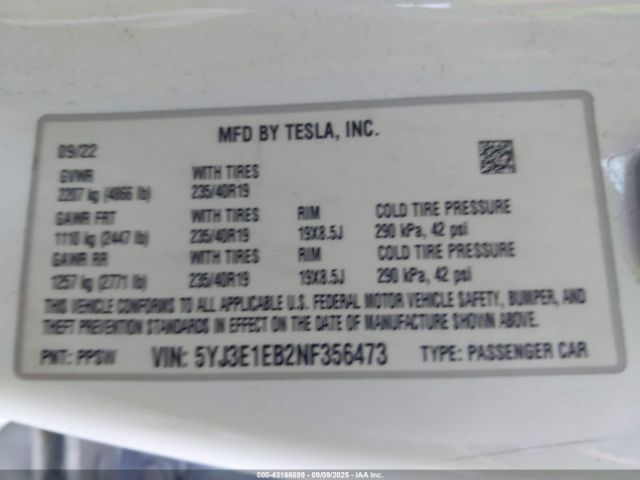 MFD BY TESLA, INC.
09/22
GVWR WITH TIRES
2207 kg (4866 lb) 235/40R19
GAWR FRT WITH TIRES RIM COLD TIRE PRESSURE
1110 kg (2447 lb) 235/40R19 19X8.5J 290 kPa, 42 psi
GAWR RR WITH TIRES RIM COLD TIRE PRESSURE
1257 kg (2771 lb) 235/40R19 19X8.5J 290 kPa, 42 psi
THIS VEHICLE CONFORMS TO ALL APPLICABLE U.S. FEDERAL MOTOR VEHICLE SAFETY, BUMPER, AND
THEFT PREVENTION STANDARDS IN EFFECT ON THE DATE OF MANUFACTURE SHOWN ABOVE.
PNT: PPSW VIN: 5YJ3E1EB2NF356473 TYPE: PASSENGER CAR
000-43166899 - 09/09/2025 - IAA Inc.